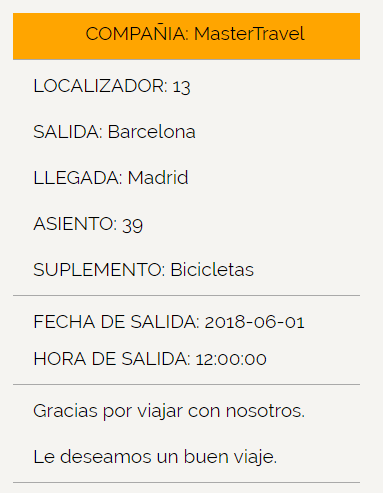 COMPAÑIA: MasterTravel
LOCALIZADOR: 13
SALIDA: Barcelona
LLEGADA: Madrid
ASIENTO: 39
SUPLEMENTO: Bicicletas
FECHA DE SALIDA: 2018-06-01
HORA DE SALIDA: 12:00:00
Gracias por viajar con nosotros.
Le deseamos un buen viaje.